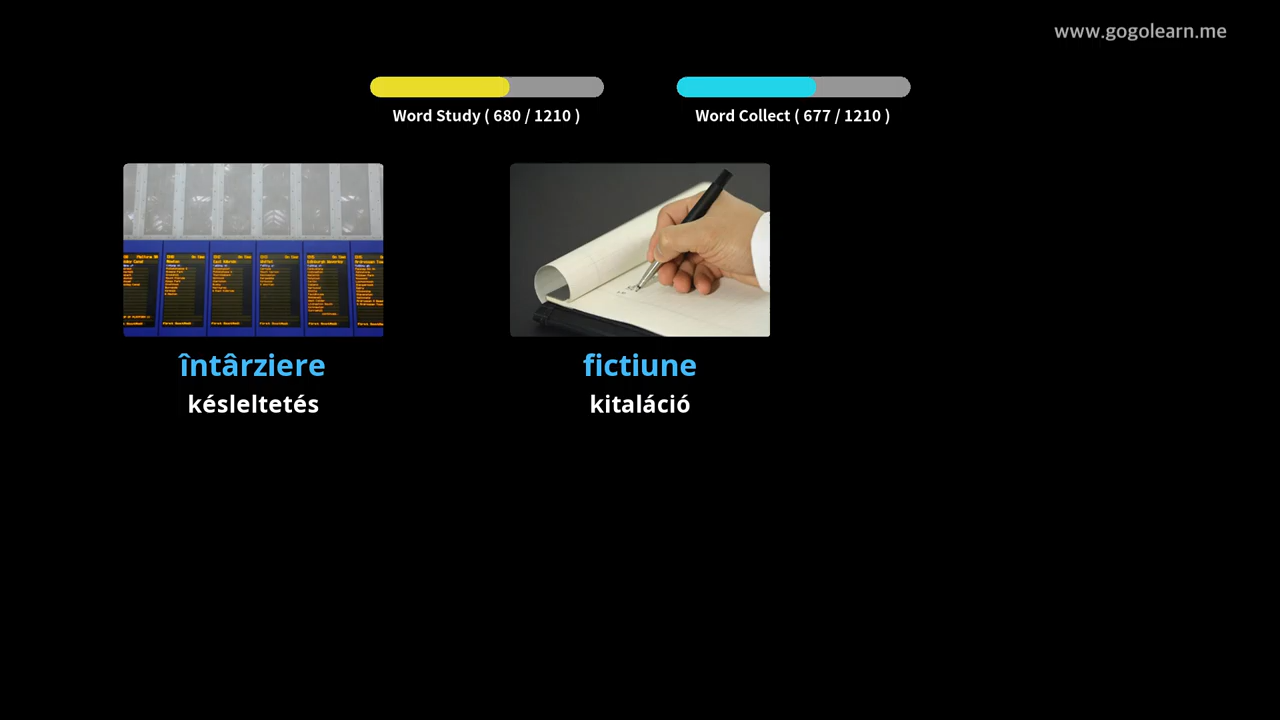 www.gogolearn.me
Word Study ( 680 / 1210 )
Word Collect ( 677 / 1210 )
întârziere
késleltetés
fictiune
kitaláció